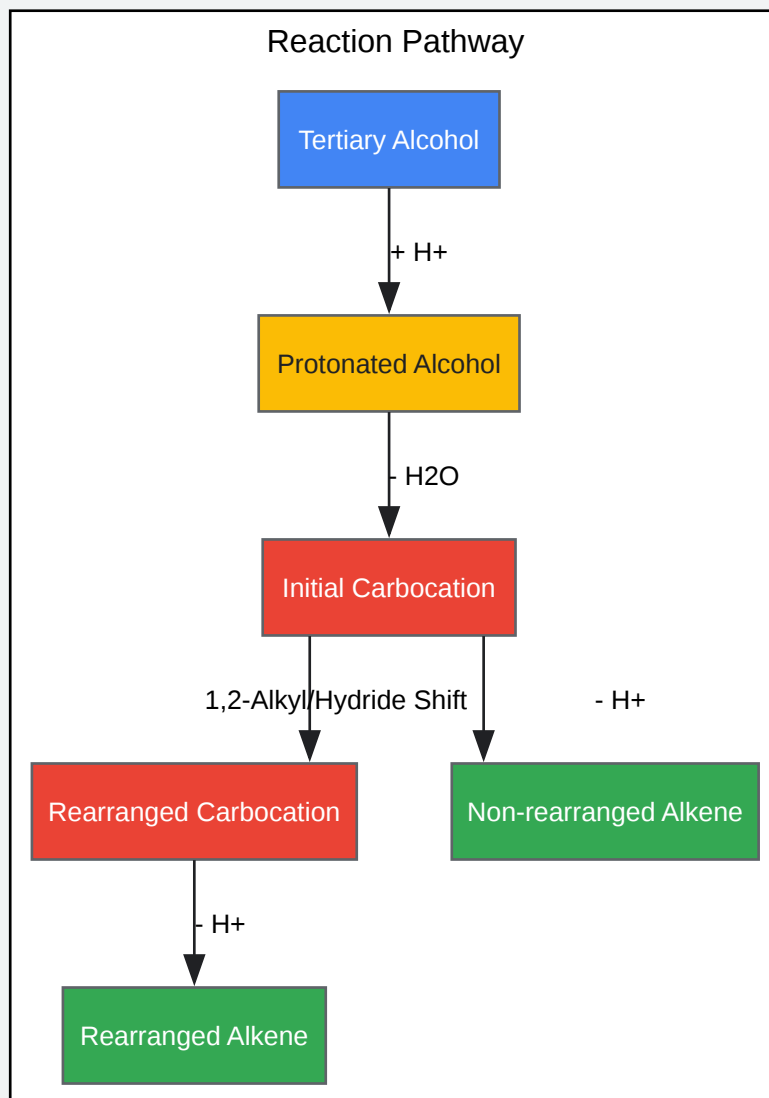 Reaction Pathway
Tertiary Alcohol
+ H+
Protonated Alcohol
- H2O
Initial Carbocation
1,2-Alkyl/Hydride Shift
- H+
Rearranged Carbocation
Non-rearranged Alkene
- H+
Rearranged Alkene